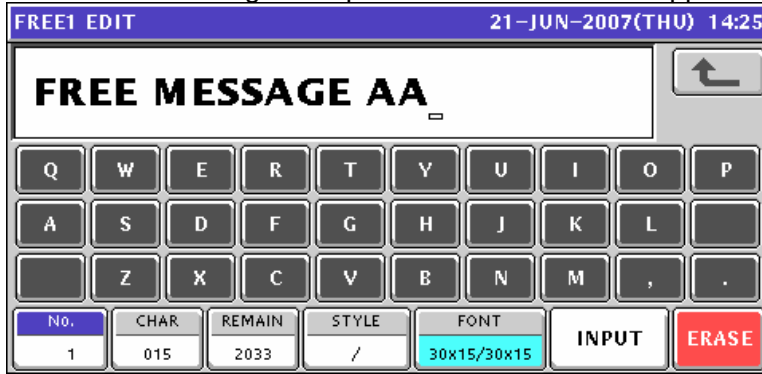 FREE1 EDIT 21-JUN-2007(THU) 14:25
FREE MESSAGE AA_
Q W E R T Y U I O P
A S D F G H J K L
Z X C V B N M , .
No. CHAR REMAIN STYLE FONT INPUT ERASE
1 015 2033 / 30x15/30x15